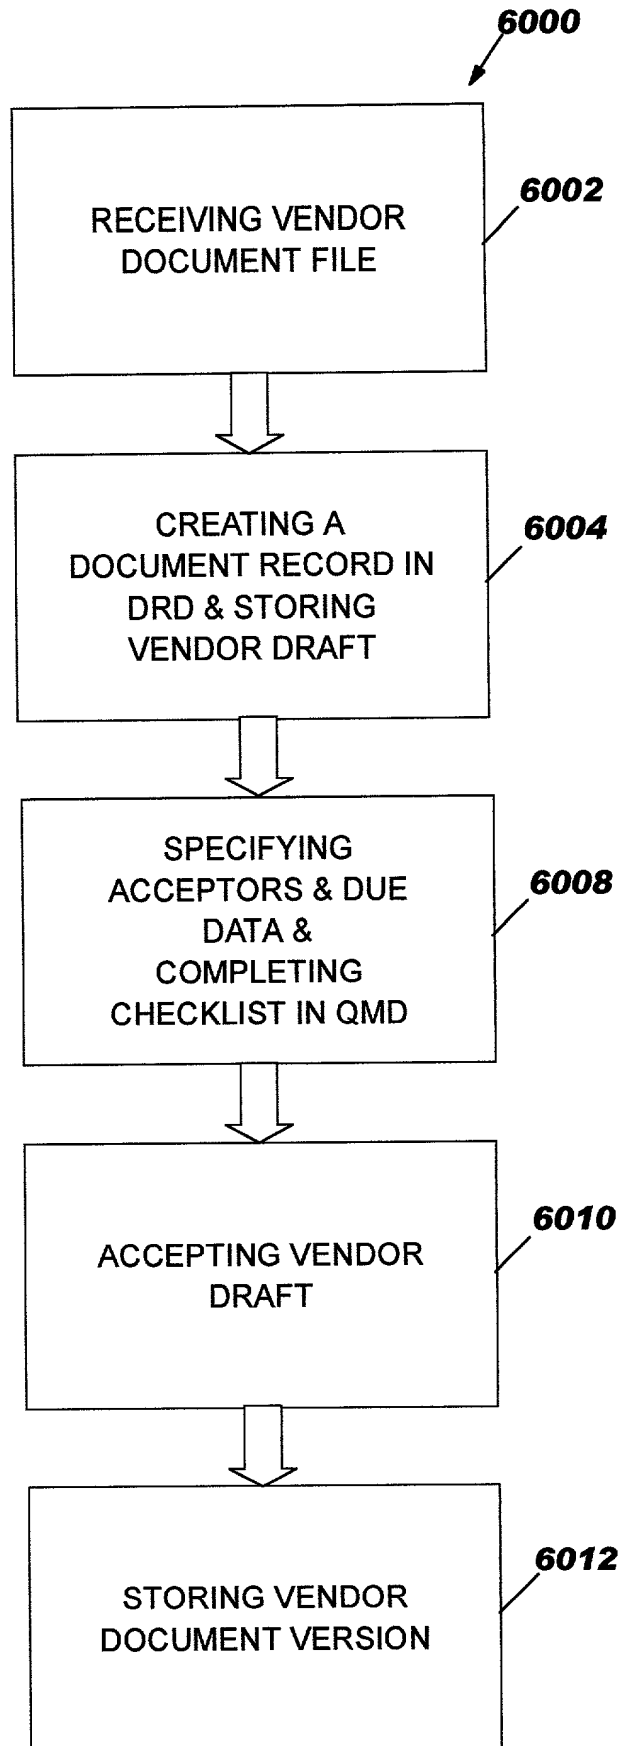 6000
RECEIVING VENDOR
DOCUMENT FILE
6002
CREATING A
DOCUMENT RECORD IN
DRD & STORING
VENDOR DRAFT
6004
SPECIFYING
ACCEPTORS & DUE
DATA &
COMPLETING
CHECKLIST IN QMD
6008
ACCEPTING VENDOR
DRAFT
6010
STORING VENDOR
DOCUMENT VERSION
6012